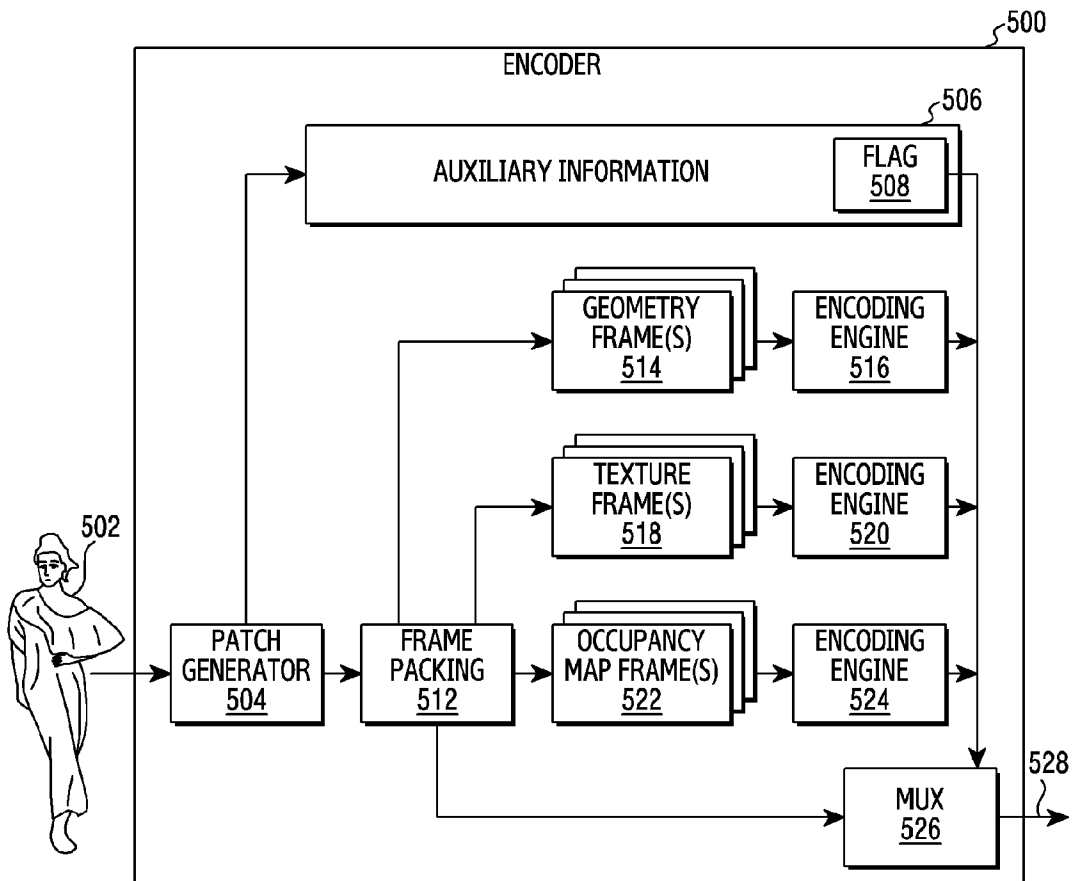 500
ENCODER
506
AUXILIARY INFORMATION
FLAG
508
GEOMETRY
FRAME(S)
514
ENCODING
ENGINE
516
TEXTURE
FRAME(S)
518
ENCODING
ENGINE
520
502
PATCH
GENERATOR
504
FRAME
PACKING
512
OCCUPANCY
MAP FRAME(S)
522
ENCODING
ENGINE
524
MUX
526
528